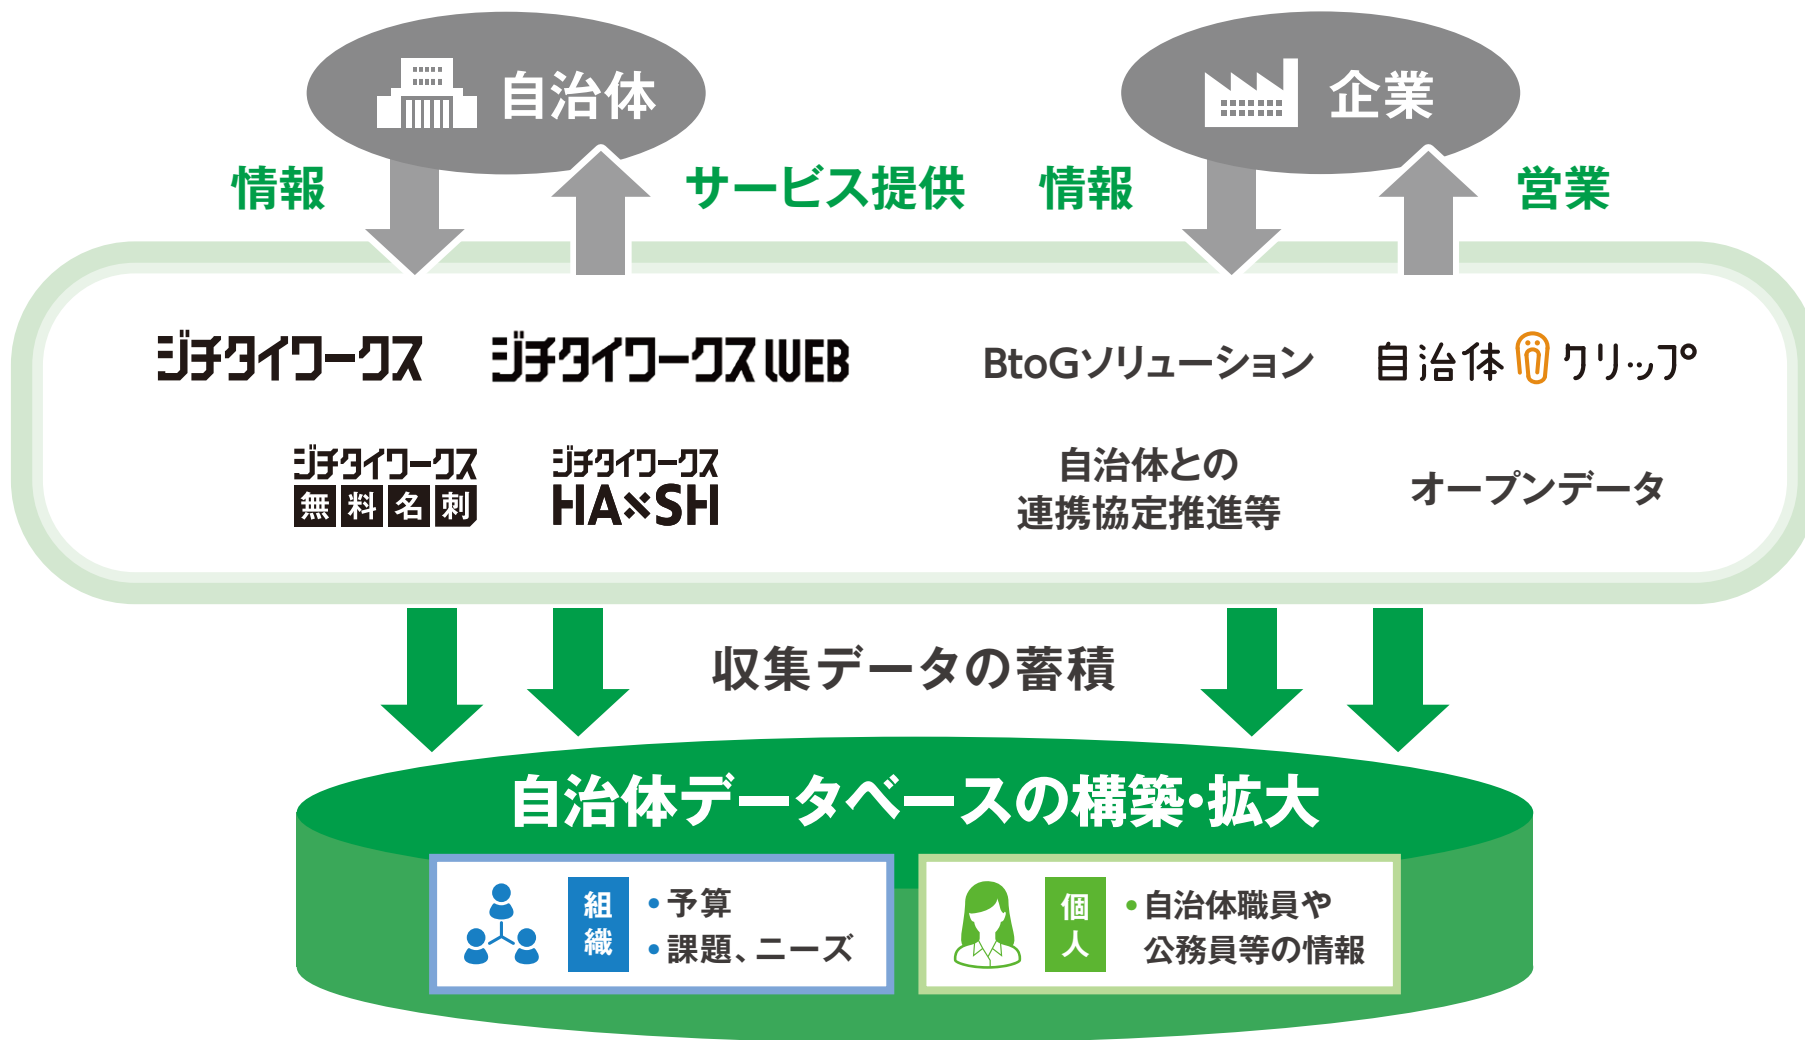 自治体
企業
情報
サービス提供
情報
営業
ジチタイワークス
ジチタイワークス WEB
BtoGソリューション
自治体クリップ
ジチタイワークス
無料名刺
ジチタイワークス
HA×SH
自治体との
連携協定推進等
オープンデータ
収集データの蓄積
自治体データベースの構築・拡大
組織
・予算
・課題、ニーズ
個人
・自治体職員や
公務員等の情報